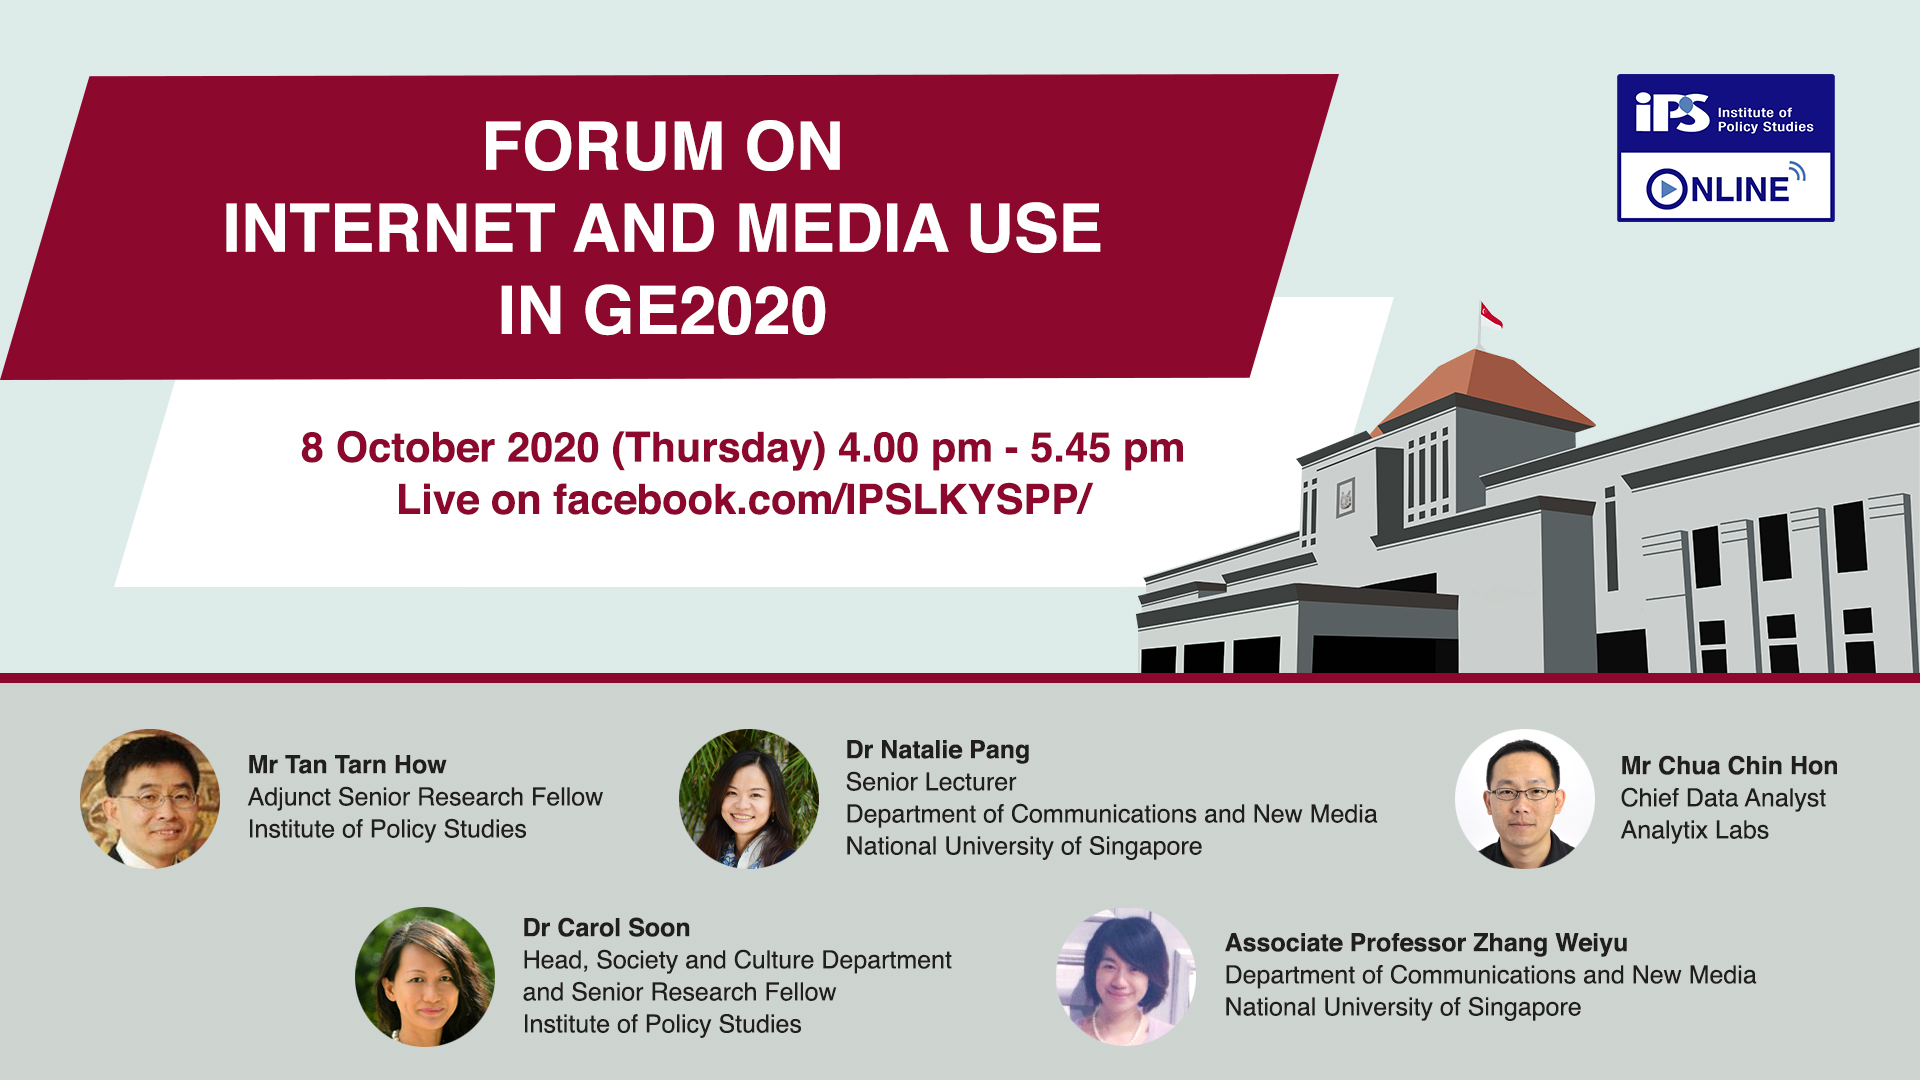 FORUM ON
INTERNET AND MEDIA USE
IN GE2020
iPS Institute of
Policy Studies
ONLINE
8 October 2020 (Thursday) 4.00 pm - 5.45 pm
Live on facebook.com/IPSLKYSPP/
Mr Tan Tarn How
Adjunct Senior Research Fellow
Institute of Policy Studies
Dr Natalie Pang
Senior Lecturer
Department of Communications and New Media
National University of Singapore
Mr Chua Chin Hon
Chief Data Analyst
Analytix Labs
Dr Carol Soon
Head, Society and Culture Department
and Senior Research Fellow
Institute of Policy Studies
Associate Professor Zhang Weiyu
Department of Communications and New Media
National University of Singapore